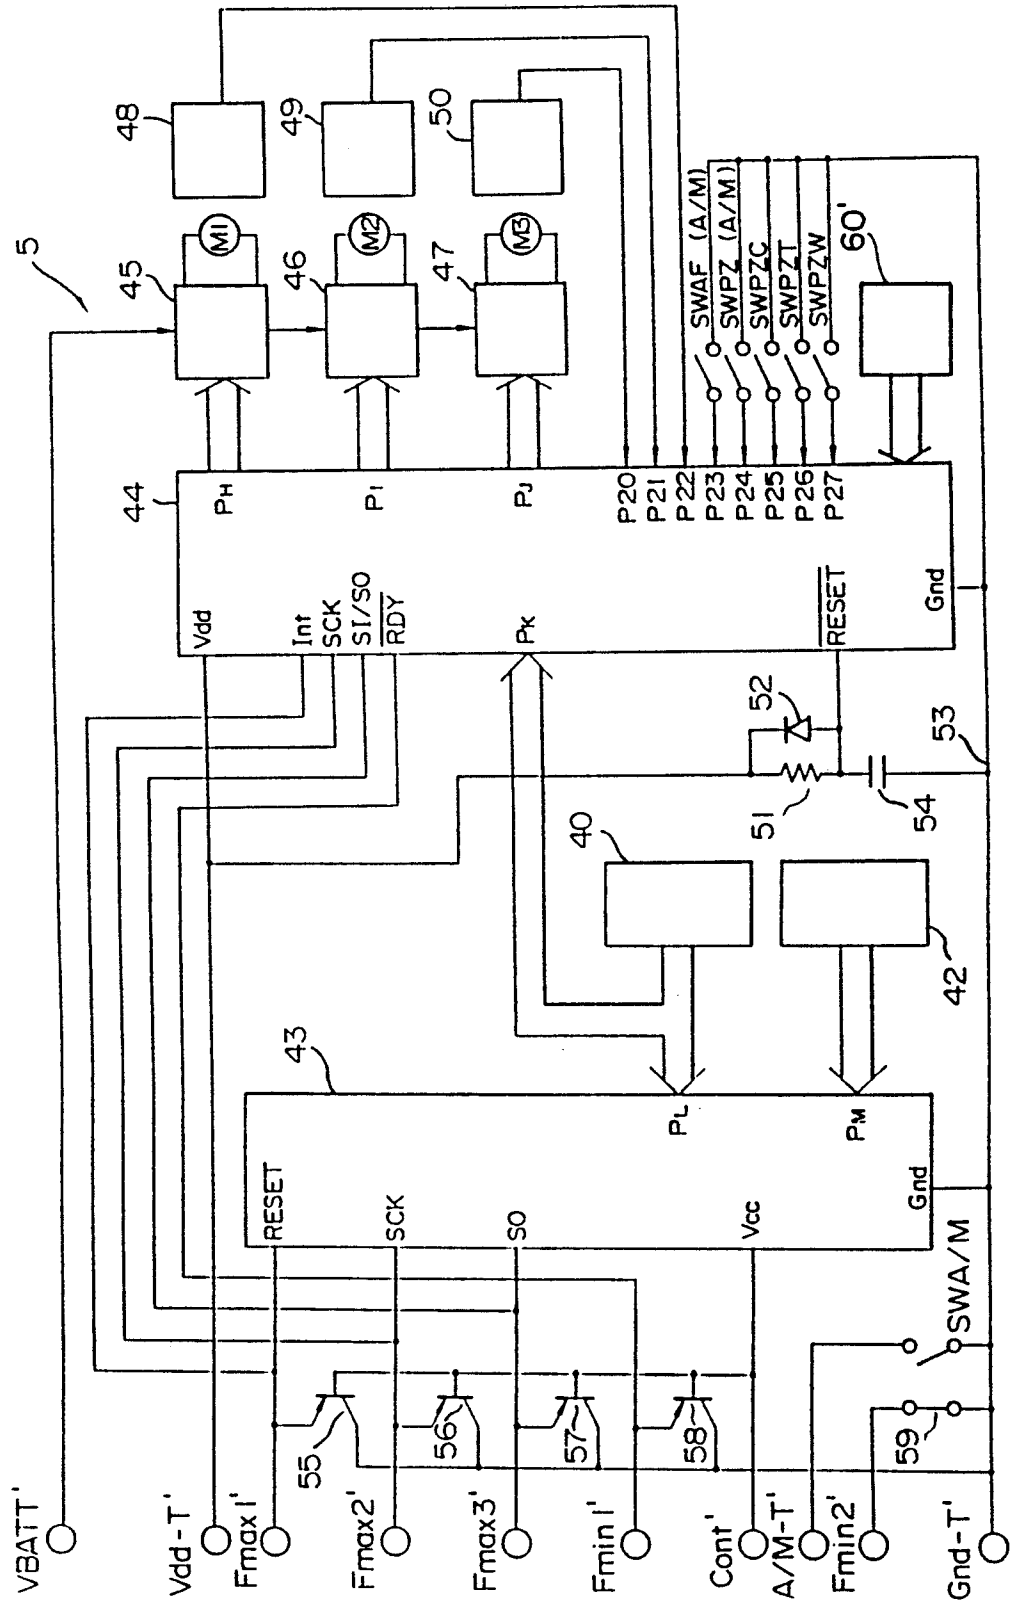 5
VBATT'
Vdd-T'
Fmax1'
Fmax2'
Fmax3'
Fmin1'
Cont'
A/M-T'
Fmin2'
Gnd-T'
55
56
57
58
59
SWA/M
43
RESET
SCK
SO
Vcc
PL
PM
Gnd
40
42
51
52
53
54
44
Vdd
Int
SCK
SI/SO
RDY
PK
RESET
Gnd
PH
PI
PJ
P20
P21
P22
P23
P24
P25
P26
P27
45
46
47
M1
M2
M3
48
49
50
SWAF (A/M)
SWPZ (A/M)
SWPZC
SWPZT
SWPZW
60'